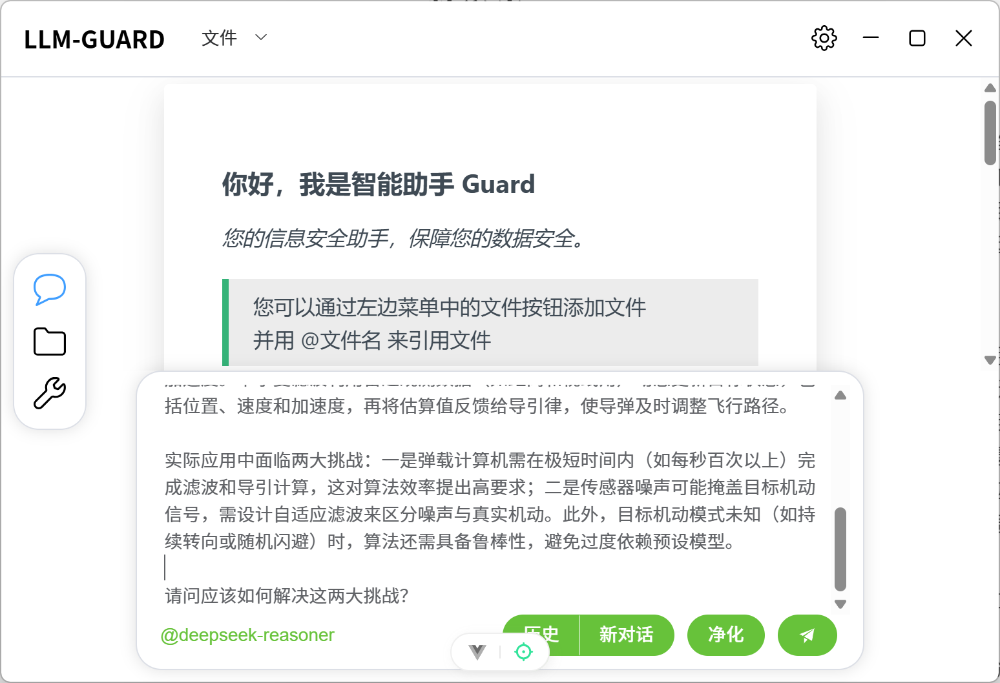 LLM-GUARD 文件
你好，我是智能助手 Guard
您的信息安全助手，保障您的数据安全。
您可以通过左边菜单中的文件按钮添加文件
并用 @文件名 来引用文件
括位置、速度和加速度，再将估算值反馈给导引律，使导弹及时调整飞行路径。
实际应用中面临两大挑战：一是弹载计算机需在极短时间内（如每秒百次以上）完
成滤波和导引计算，这对算法效率提出高要求；二是传感器噪声可能掩盖目标机动
信号，需设计自适应滤波来区分噪声与真实机动。此外，目标机动模式未知（如持
续转向或随机闪避）时，算法还需具备鲁棒性，避免过度依赖预设模型。
请问应该如何解决这两大挑战？
@deepseek-reasoner 历史 新对话 净化